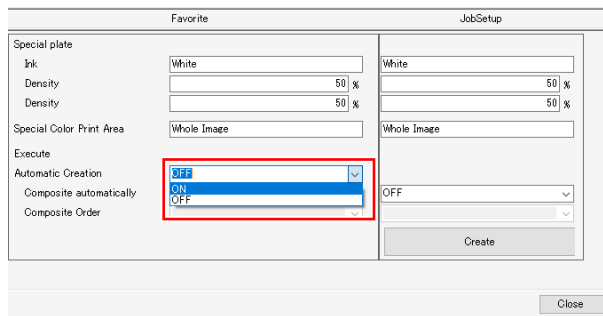 Favorite JobSetup
Special plate
Ink White White
Density 50 % 50 %
Density 50 % 50 %
Special Color Print Area Whole Image Whole Image
Execute
Automatic Creation OFF
ON
Composite automatically OFF OFF
Composite Order
Create
Close